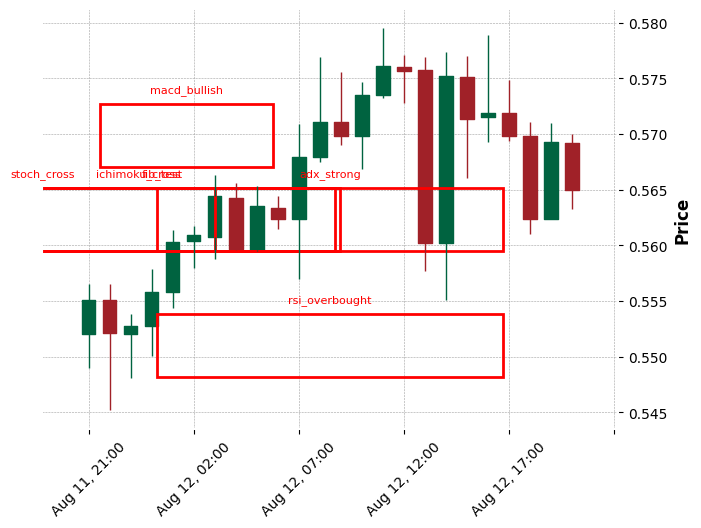 0.580
0.575
macd_bullish
0.570
stoch_cross
adx_strong
0.565
Price
0.560
rsi_overbought
0.555
0.550
0.545
Aug 11, 21:00
Aug 12, 02:00
Aug 12, 07:00
Aug 12, 12:00
Aug 12, 17:00